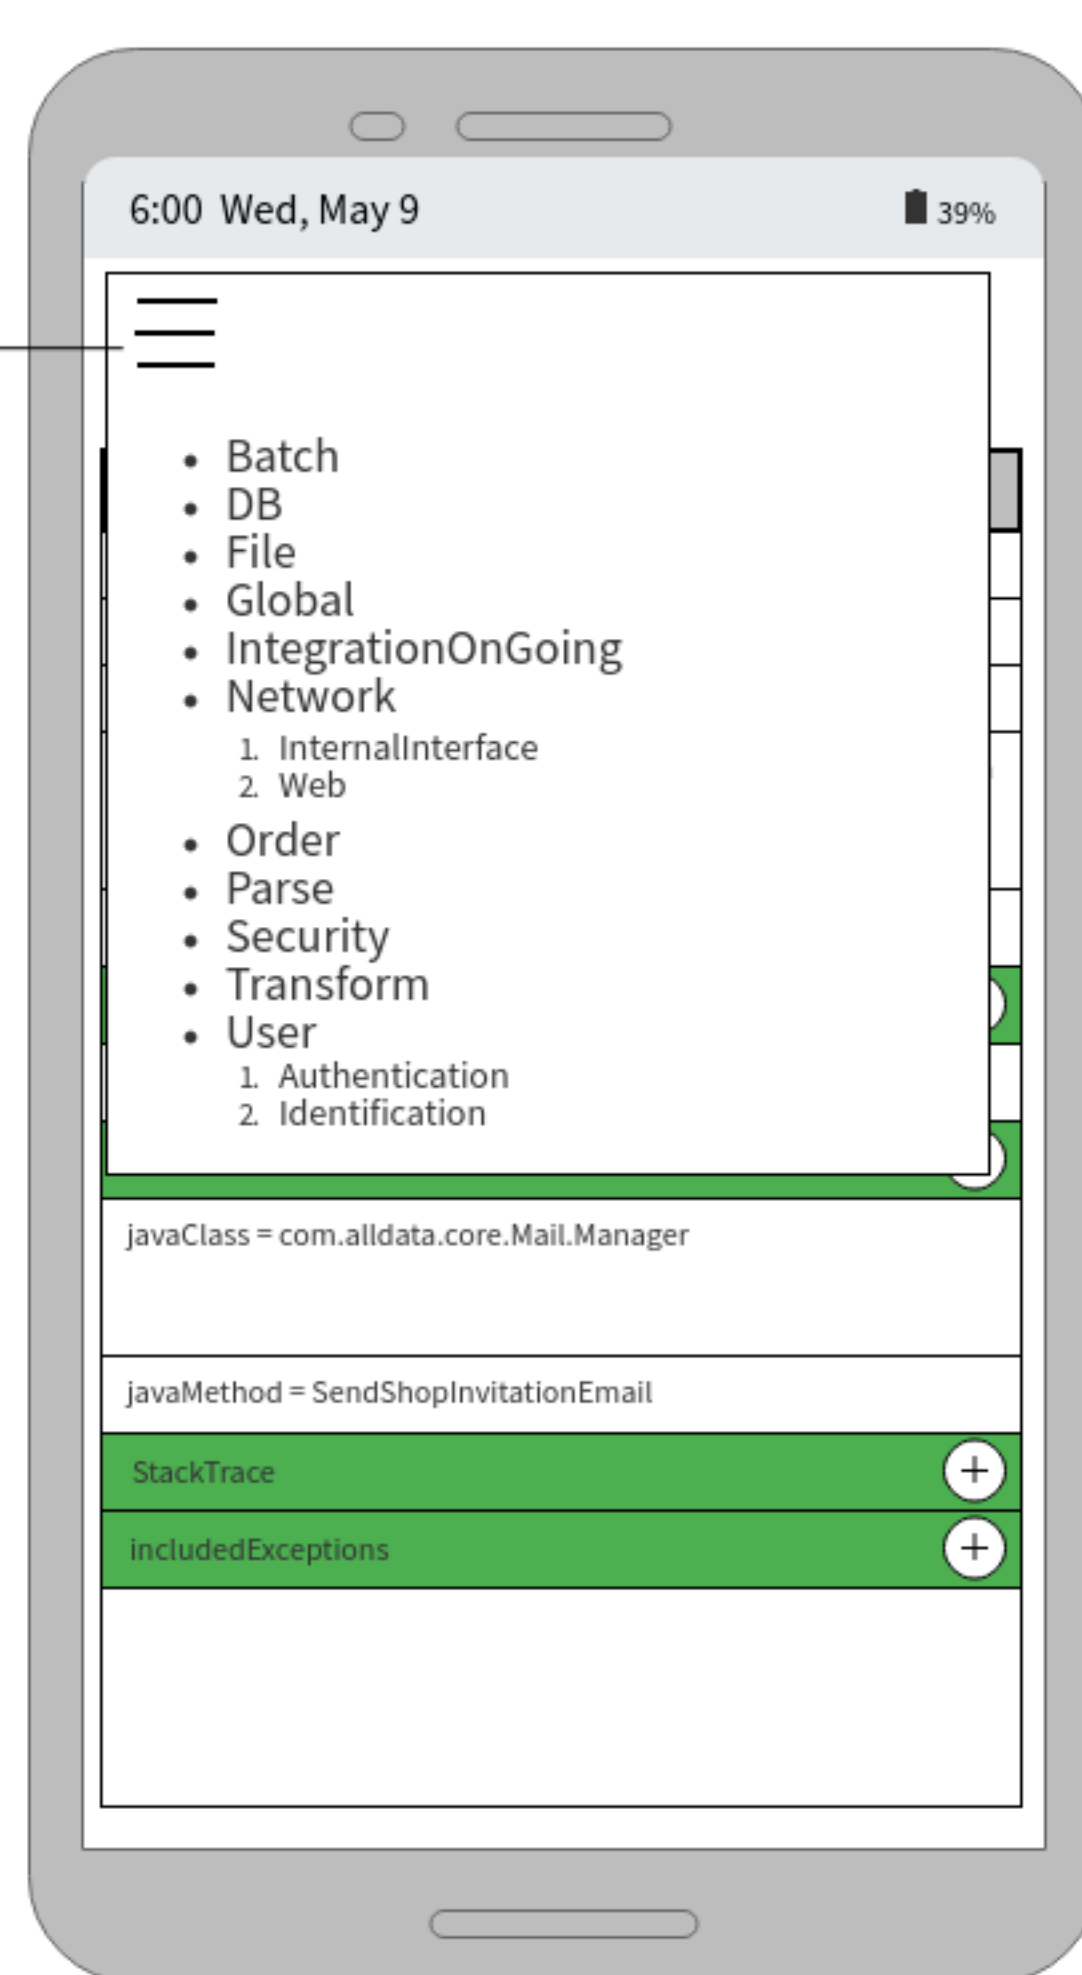 6:00 Wed, May 9 39%
• Batch
• DB
• File
• Global
• IntegrationOnGoing
• Network
1. InternalInterface
2. Web
• Order
• Parse
• Security
• Transform
• User
1. Authentication
2. Identification
javaClass = com.alldata.core.Mail.Manager
javaMethod = SendShopInvitationEmail
StackTrace +
includedExceptions +